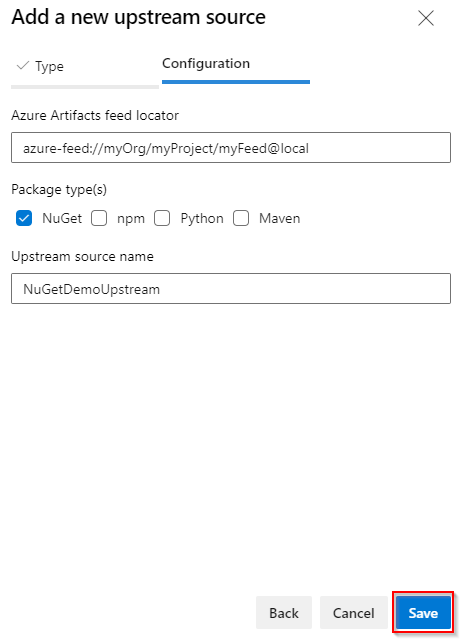 Add a new upstream source
Type
Configuration
Azure Artifacts feed locator
azure-feed://myOrg/myProject/myFeed@local
Package type(s)
NuGet npm Python Maven
Upstream source name
NuGetDemoUpstream
Back Cancel Save